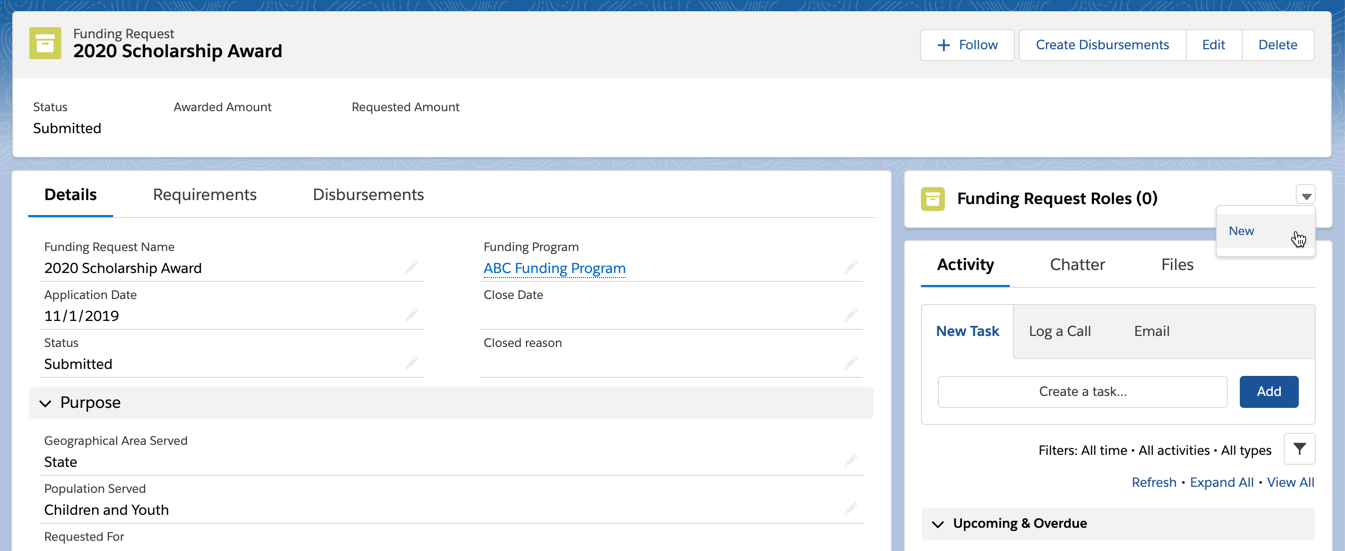 Funding Request
2020 Scholarship Award
+ Follow
Create Disbursements
Edit
Delete
Status
Awarded Amount
Requested Amount
Submitted
Details
Requirements
Disbursements
Funding Request Name
2020 Scholarship Award
Funding Program
ABC Funding Program
Application Date
11/1/2019
Close Date
Status
Submitted
Closed reason
Purpose
Geographical Area Served
State
Population Served
Children and Youth
Requested For
Funding Request Roles (0)
New
Activity
Chatter
Files
New Task
Log a Call
Email
Create a task...
Add
Filters: All time • All activities • All types
Refresh • Expand All • View All
Upcoming & Overdue